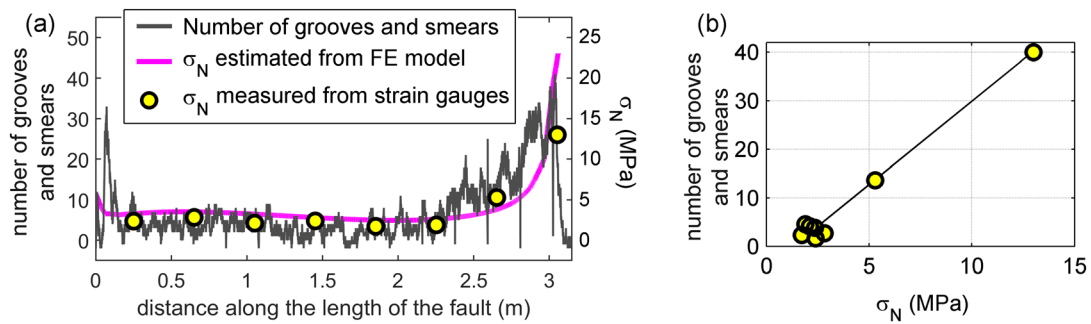 (a)
Number of grooves and smears
σN estimated from FE model
σN measured from strain gauges
number of grooves
and smears
50
40
30
20
10
0
25
20
15
10
5
0
σN (MPa)
0 0.5 1 1.5 2 2.5 3
distance along the length of the fault (m)
(b)
number of grooves
and smears
40
30
20
10
0
0 5 10 15
σN (MPa)